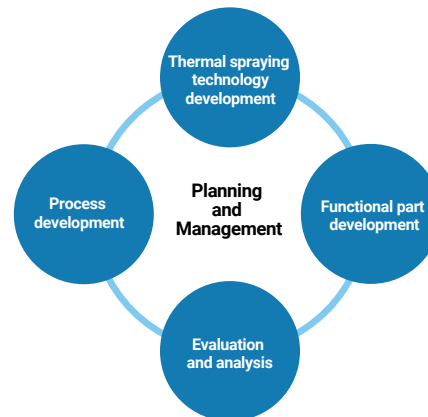 Thermal spraying
technology
development
Process
development
Planning
and
Management
Functional part
development
Evaluation
and analysis